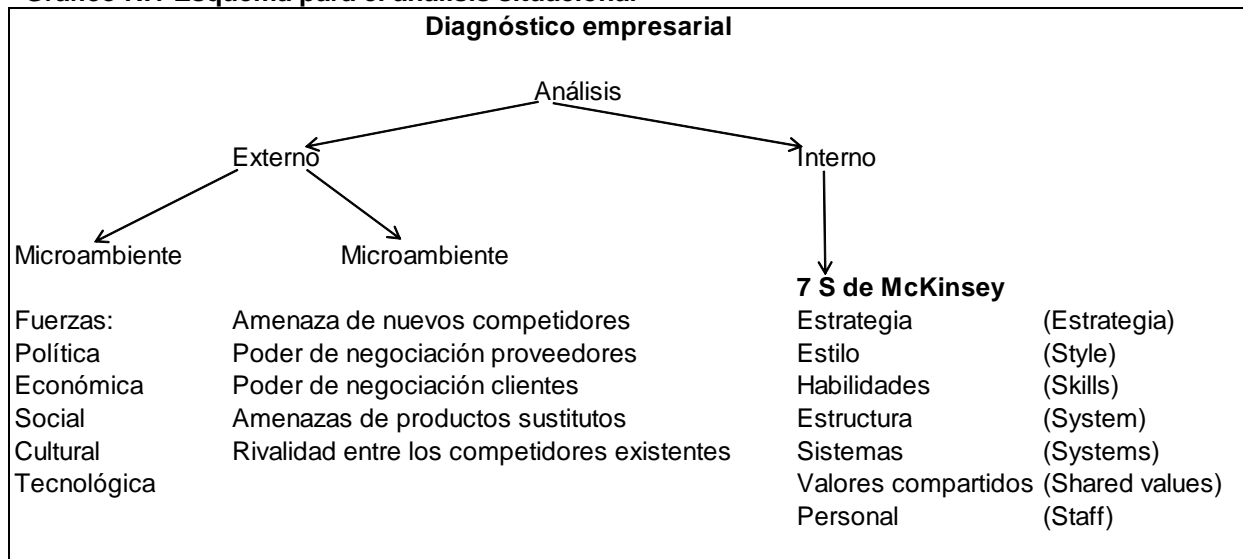 Diagnóstico empresarial
Análisis
Externo Interno
Microambiente Microambiente
7 S de McKinsey
Fuerzas: Amenaza de nuevos competidores Estrategia (Estrategia)
Política Poder de negociación proveedores Estilo (Style)
Económica Poder de negociación clientes Habilidades (Skills)
Social Amenazas de productos sustitutos Estructura (System)
Cultural Rivalidad entre los competidores existentes Sistemas (Systems)
Tecnológica Valores compartidos (Shared values)
Personal (Staff)